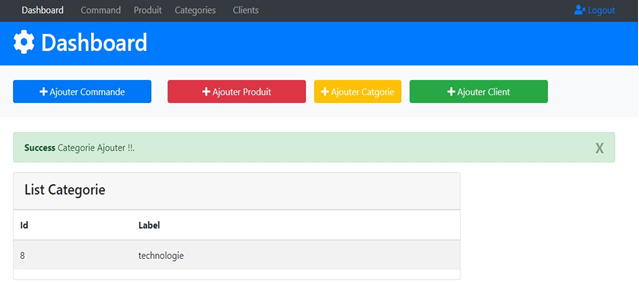 Dashboard Command Produit Categories Clients Logout
Dashboard
+ Ajouter Commande + Ajouter Produit + Ajouter Catgorie + Ajouter Client
Success Categorie Ajouter !!. X
List Categorie
Id Label
8 technologie